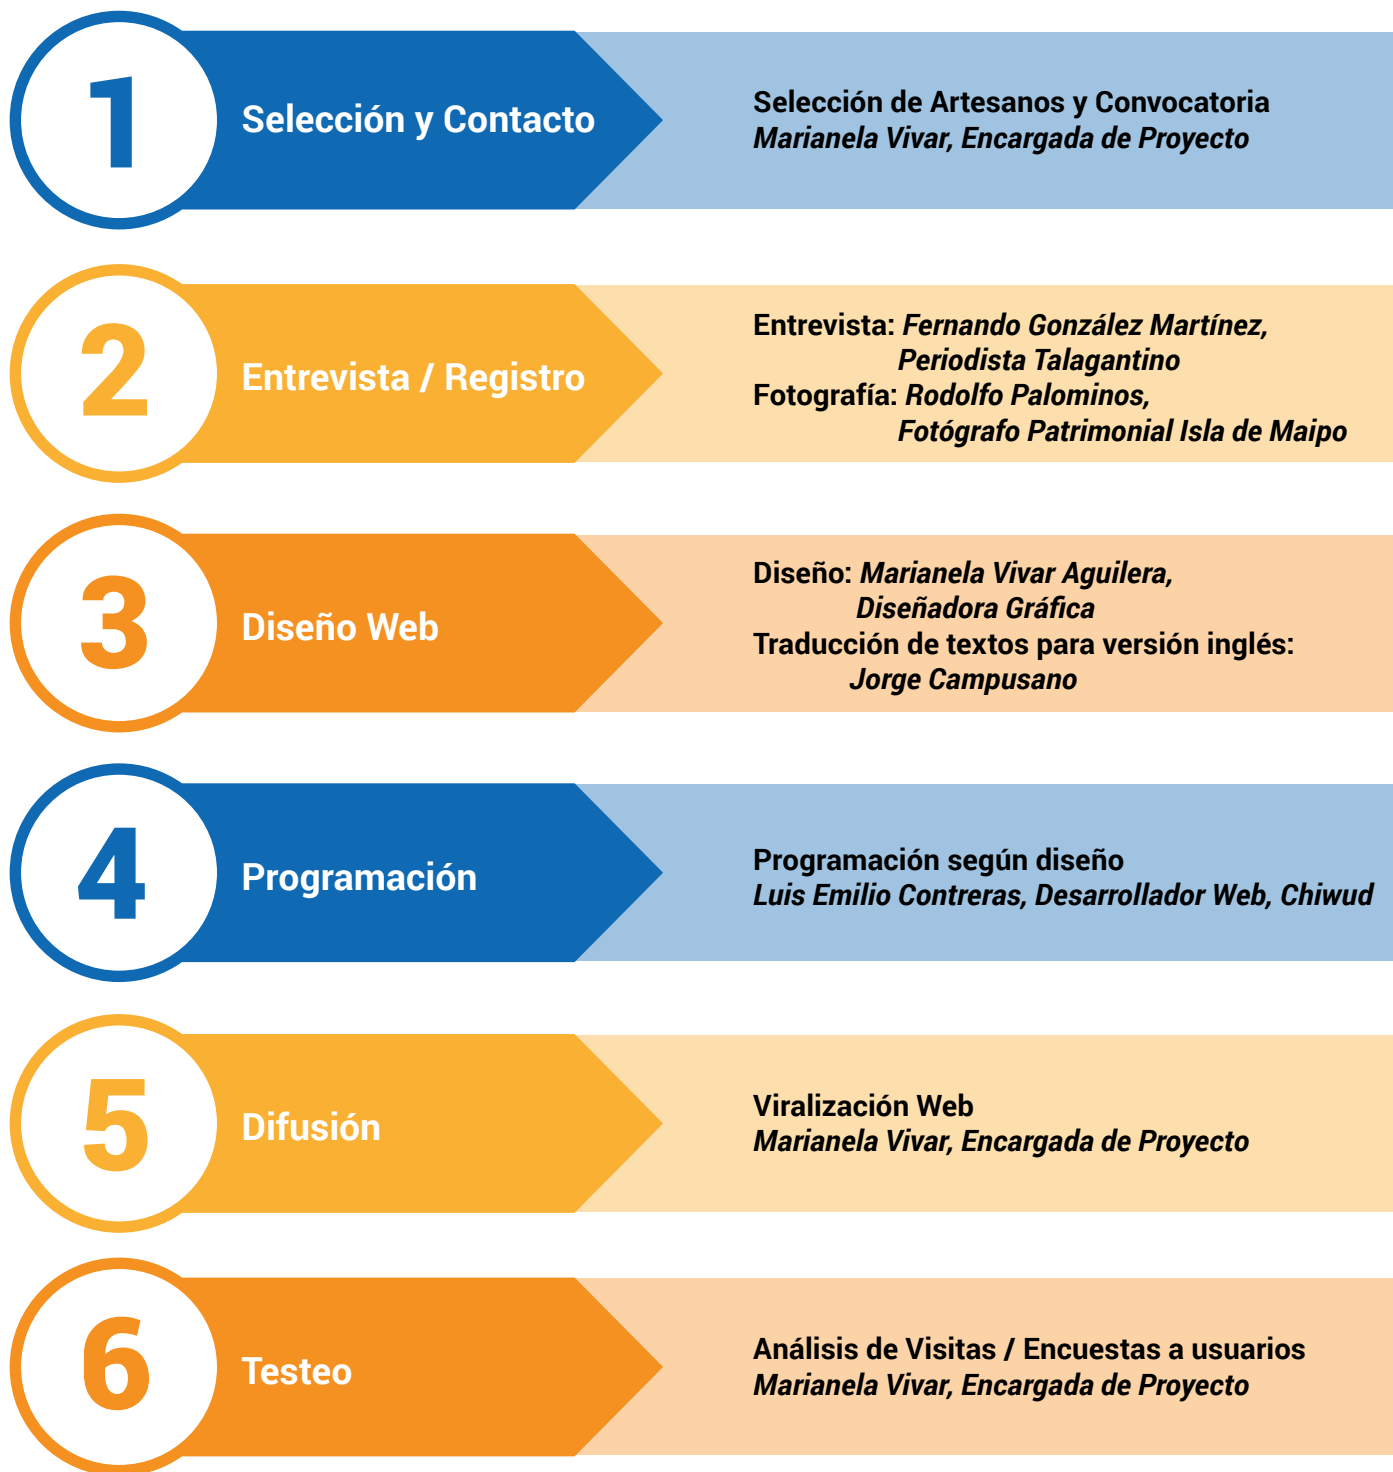 1
Selección y Contacto
Selección de Artesanos y Convocatoria
Marianela Vivar, Encargada de Proyecto
2
Entrevista / Registro
Entrevista: Fernando González Martínez,
Periodista Talagantino
Fotografía: Rodolfo Palominos,
Fotógrafo Patrimonial Isla de Maipo
3
Diseño Web
Diseño: Marianela Vivar Aguilera,
Diseñadora Gráfica
Traducción de textos para versión inglés:
Jorge Campusano
4
Programación
Programación según diseño
Luis Emilio Contreras, Desarrollador Web, Chiwud
5
Difusión
Viralización Web
Marianela Vivar, Encargada de Proyecto
6
Testeo
Análisis de Visitas / Encuestas a usuarios
Marianela Vivar, Encargada de Proyecto